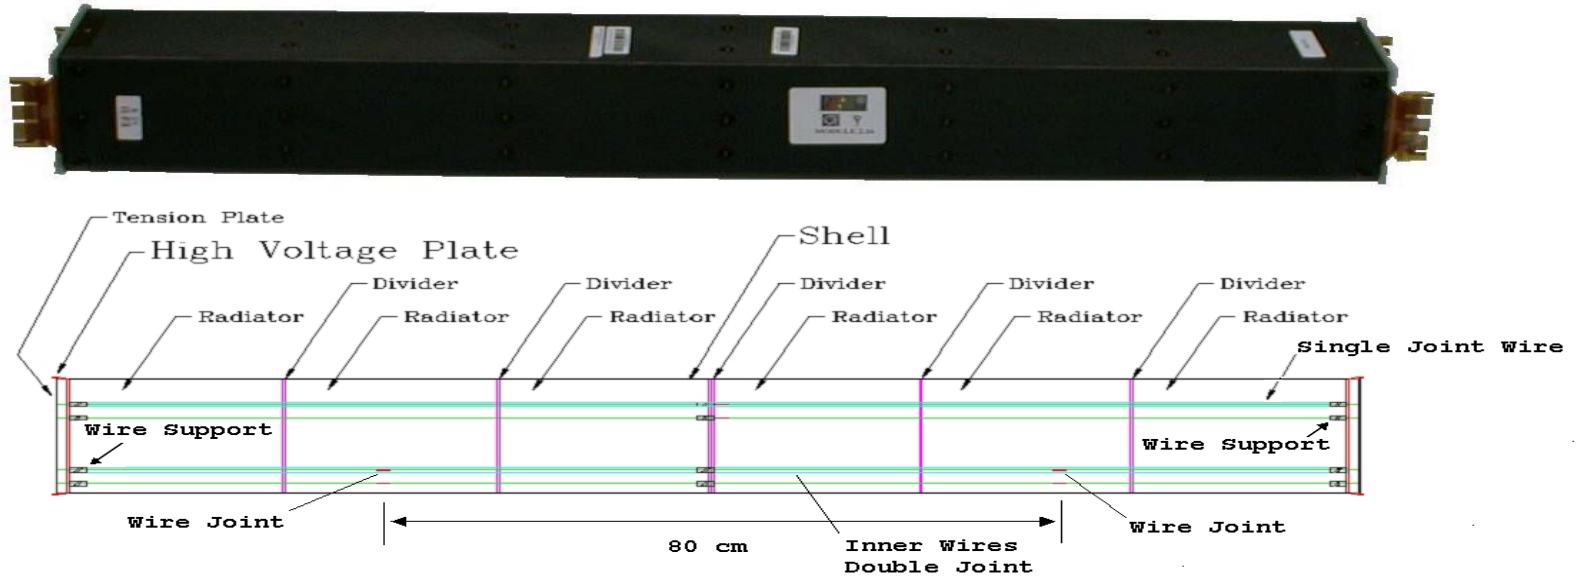 Tension Plate
High Voltage Plate
Shell
Divider
Divider
Divider
Divider
Divider
Radiator
Radiator
Radiator
Radiator
Radiator
Radiator
Single Joint Wire
Wire Support
Wire Support
Wire Joint
Wire Joint
80 cm
Inner Wires
Double Joint